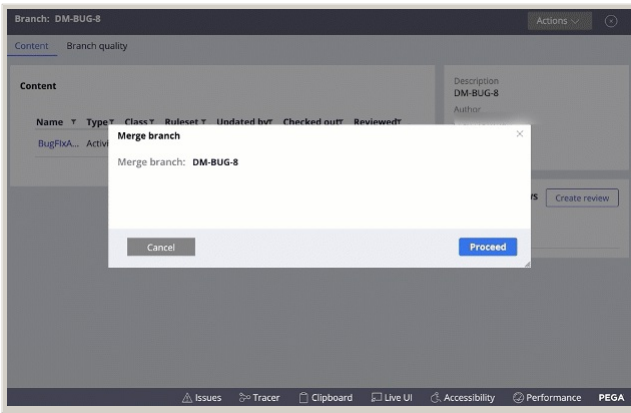 Branch: DM-BUG-8
Actions
Content Branch quality
Content
Description
DM-BUG-8
Author
Name Type Class Ruleset Updated by Checked out Reviewed
BugFixA... Activi
Merge branch
Merge branch: DM-BUG-8
Create review
Cancel
Proceed
Issues Tracer Clipboard Live UI Accessibility Performance PEGA